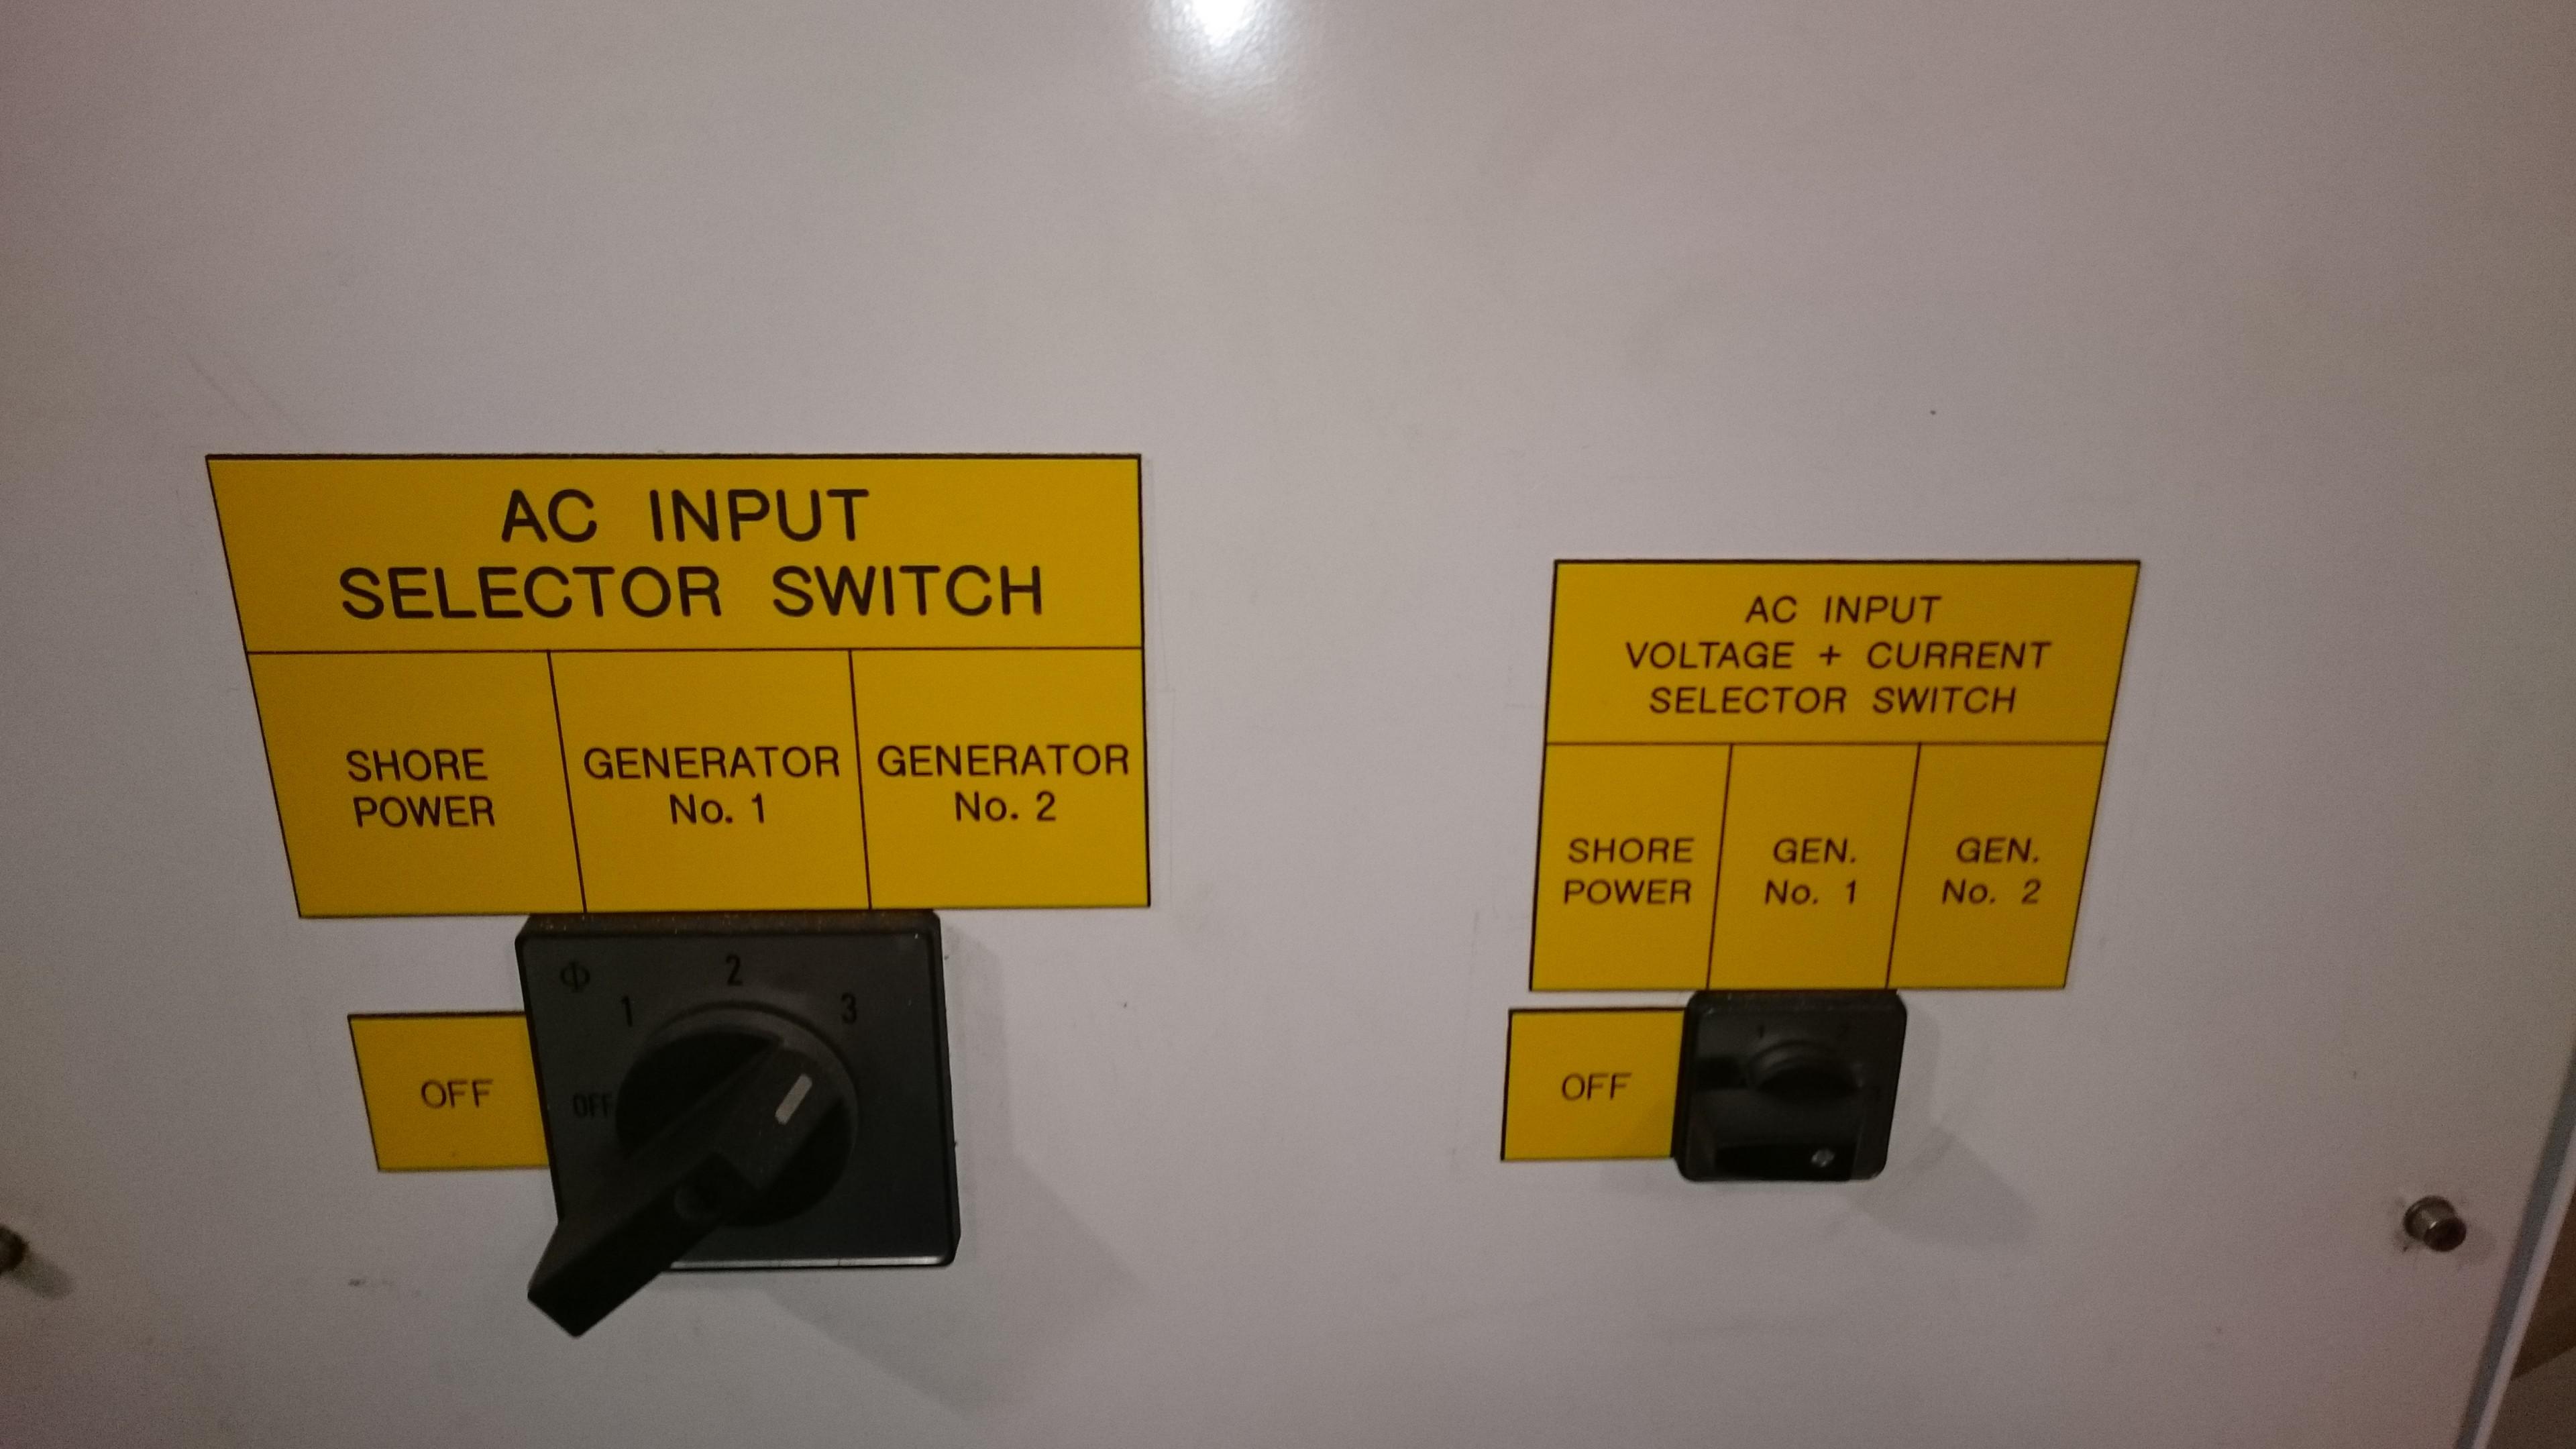 AC INPUT
SELECTOR SWITCH
SHORE
POWER
GENERATOR
No. 1
GENERATOR
No. 2
OFF
1
2
3
OFF
AC INPUT
VOLTAGE + CURRENT
SELECTOR SWITCH
SHORE
POWER
GEN.
No. 1
GEN.
No. 2
OFF